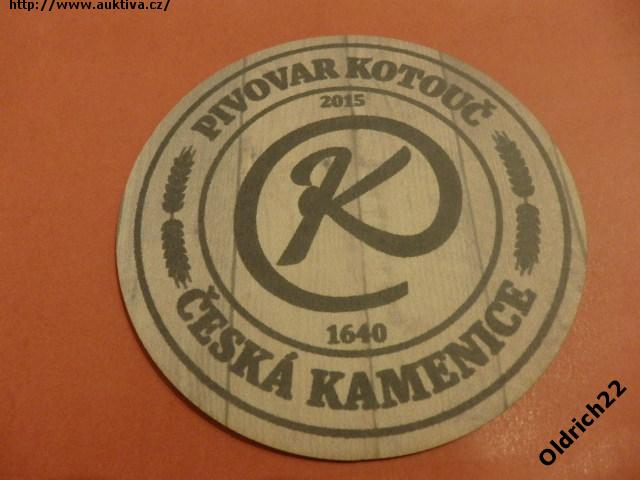 http://www.auktiva.cz/
PIVOVAR KOTOUČ
2015
K
1640
ČESKÁ KAMENICE
Oldrich22